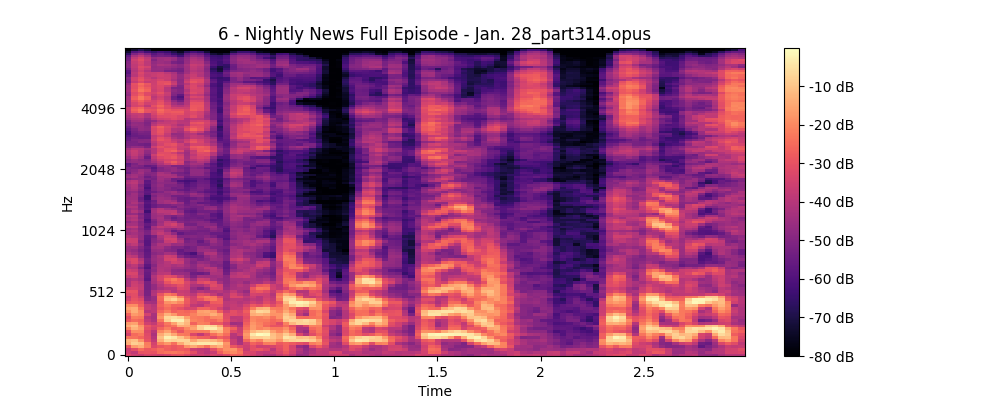 6 - Nightly News Full Episode - Jan. 28_part314.opus
Hz
4096
2048
1024
512
0
0
0.5
1
1.5
2
2.5
Time
-10 dB
-20 dB
-30 dB
-40 dB
-50 dB
-60 dB
-70 dB
-80 dB